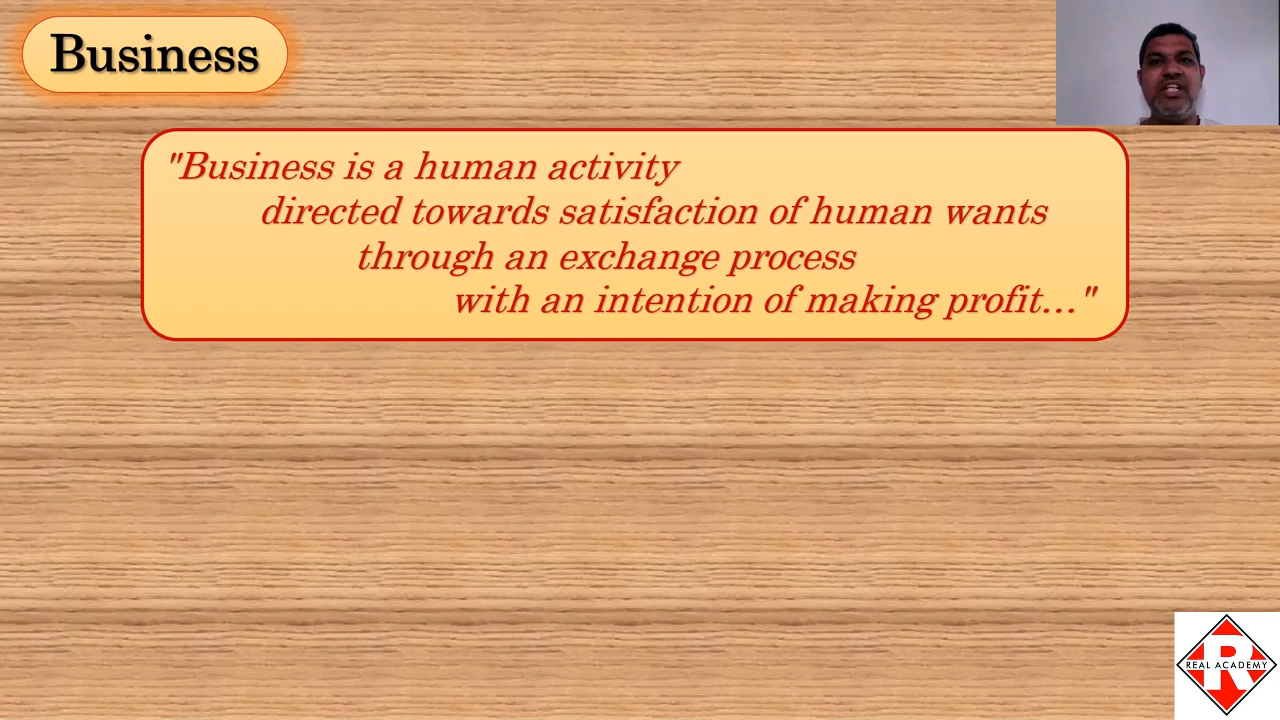 Business
"Business is a human activity
directed towards satisfaction of human wants
through an exchange process
with an intention of making profit..."
R
REAL ACADEMY